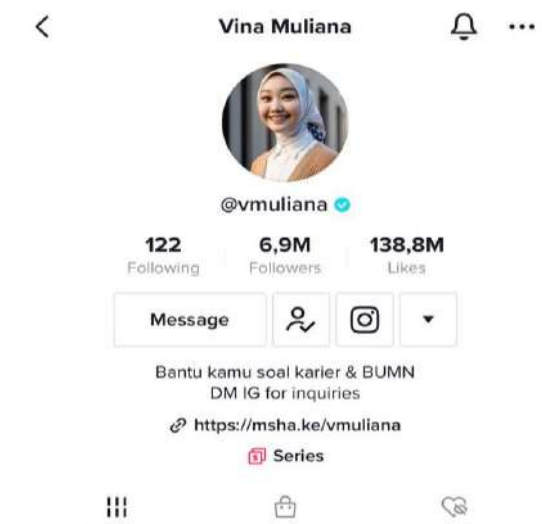 Vina Muliana
@vmuliana
122 6,9M 138,8M
Following Followers Likes
Message
Bantu kamu soal karier & BUMN
DM IG for inquiries
https://msha.ke/vmuliana
Series